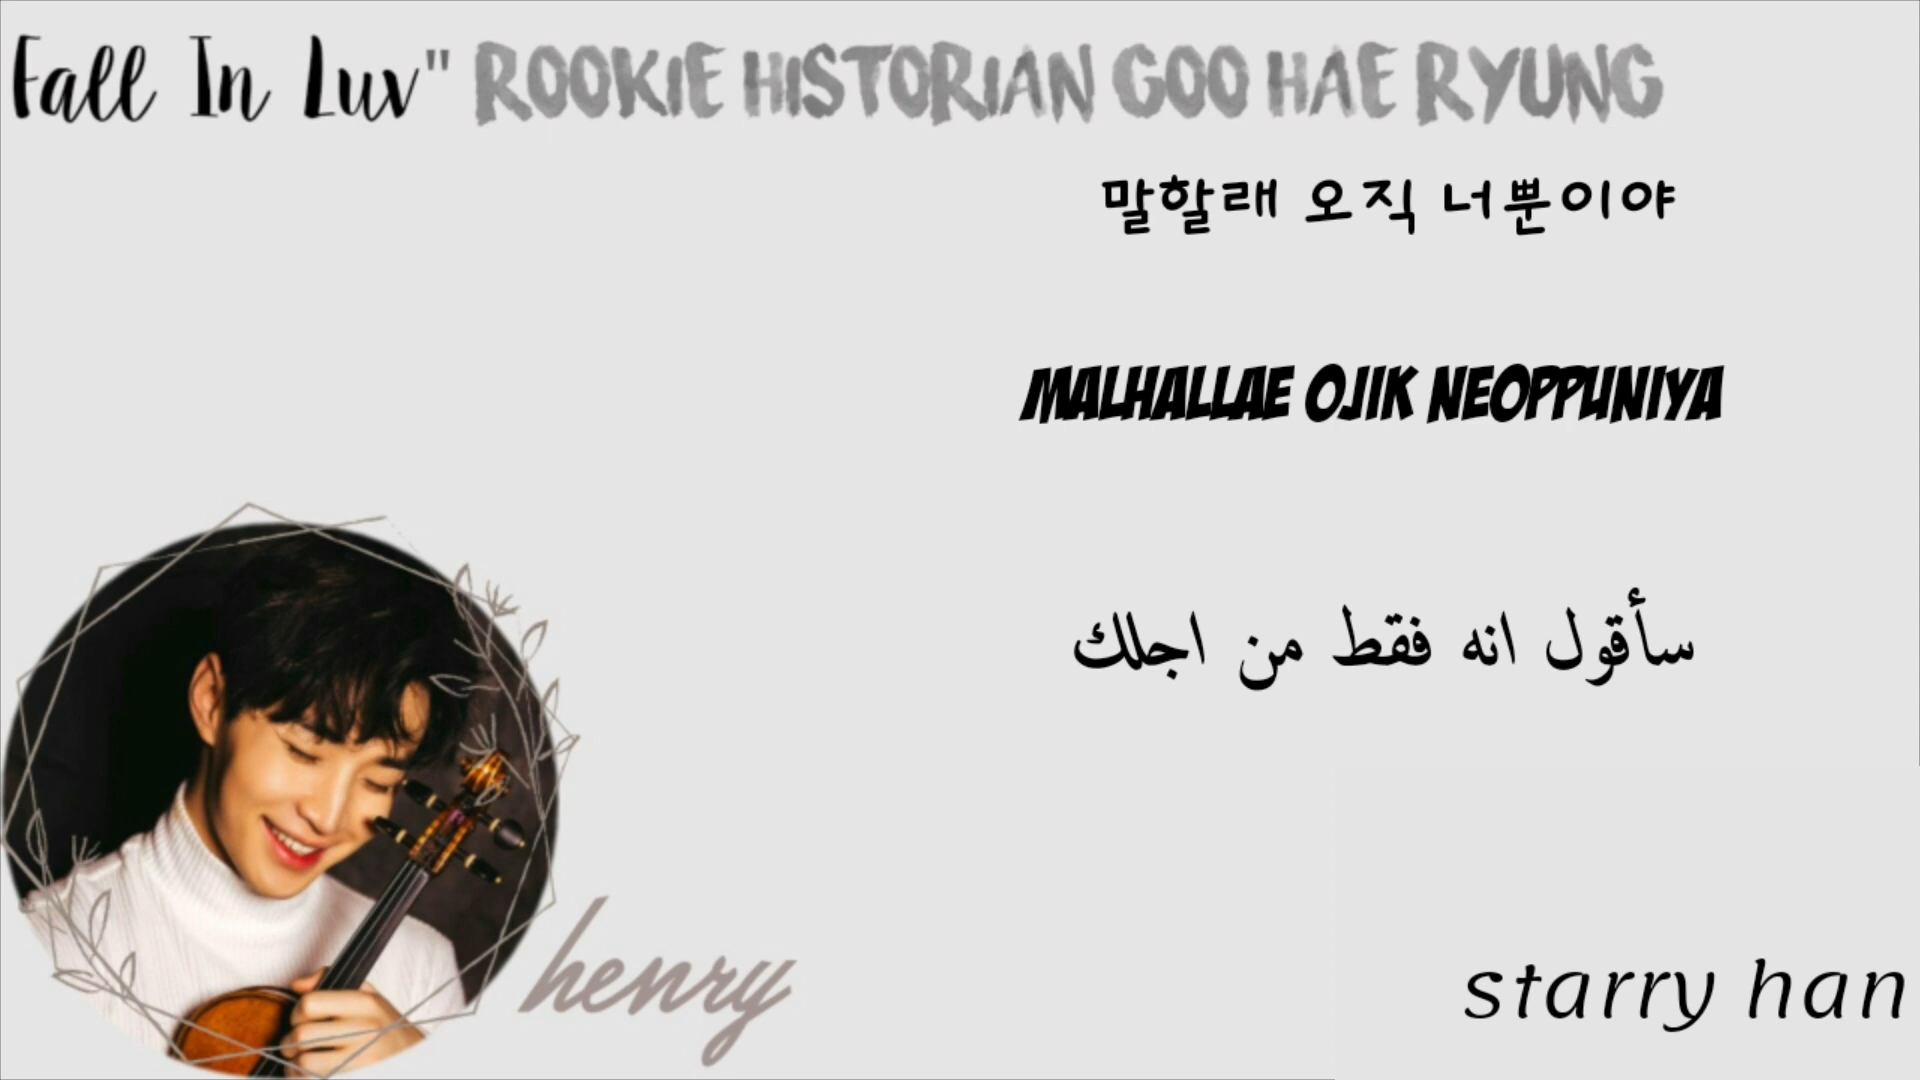 Fall In Luv" ROOKIE HISTORIAN GOO HAE RYUNG
말할래 오직 너뿐이야
MALHALLAE OJIK NEOPPUNIYA
سأقول انه فقط من اجلك
henry
starry han